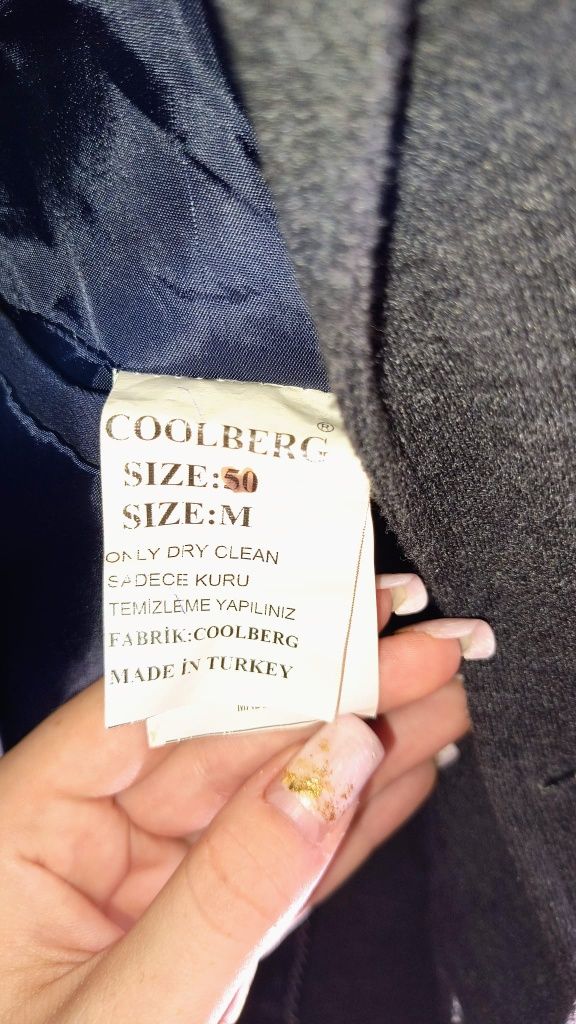 COOLBERG®
SIZE:50
SIZE:M
ONLY DRY CLEAN
SADECE KURU
TEMİZLEME YAPILINIZ
FABRİK:COOLBERG
MADE İN TURKEY